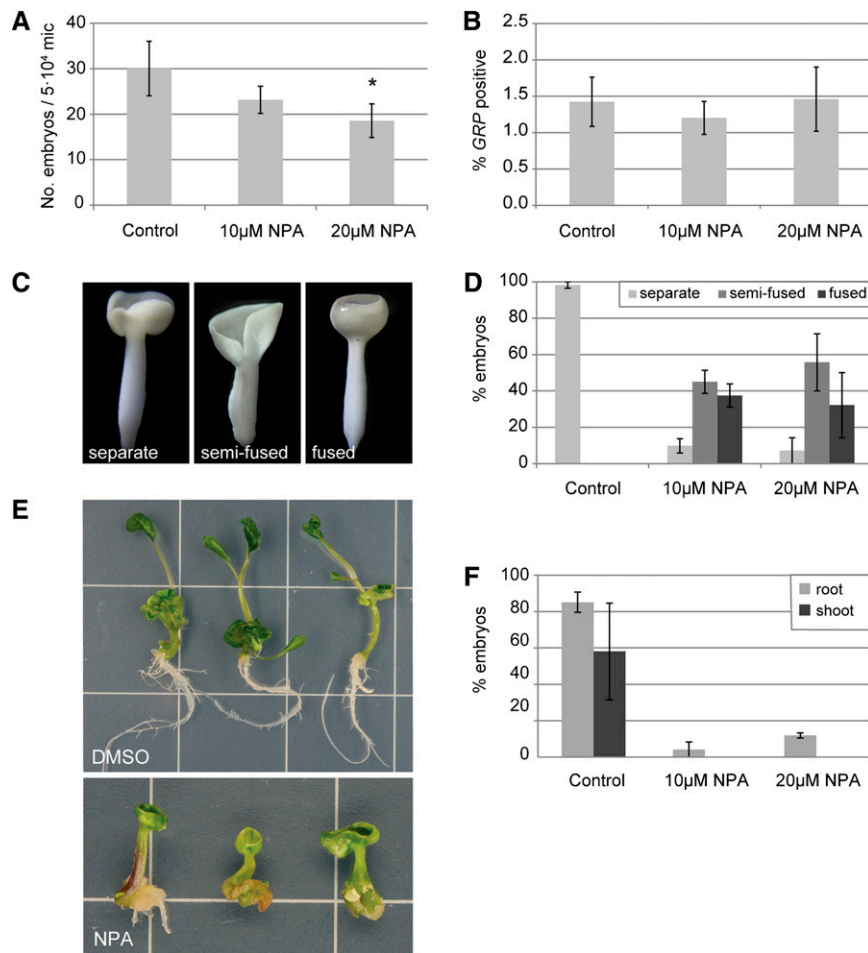 A
No. embryos / 5·10⁴ mic
40
30
20
10
0
*
Control
10µM NPA
20µM NPA
B
% GRP positive
2.5
2.0
1.5
1.0
0.5
0.0
Control
10µM NPA
20µM NPA
C
separate
semi-fused
fused
D
% embryos
100
80
60
40
20
0
separate
semi-fused
fused
Control
10µM NPA
20µM NPA
E
DMSO
NPA
F
% embryos
100
80
60
40
20
0
root
shoot
Control
10µM NPA
20µM NPA